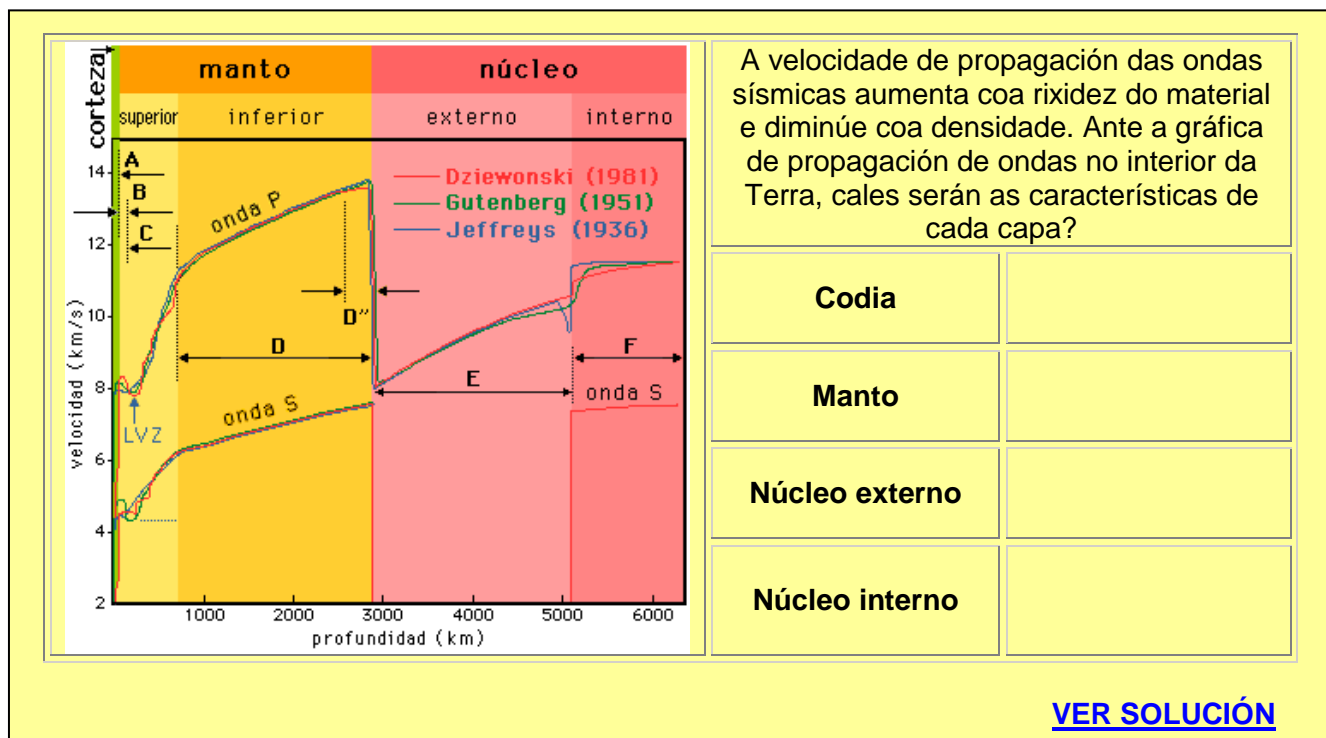 corteza
manto
núcleo
superior
inferior
externo
interno
14
12
10
8
6
4
2
velocidad (km/s)
A
B
C
onda P
Dziewonski (1981)
Gutenberg (1951)
Jeffreys (1936)
D''
D
E
F
LVZ
onda S
onda S
1000 2000 3000 4000 5000 6000
profundidad (km)
A velocidade de propagación das ondas
sísmicas aumenta coa rixidez do material
e diminúe coa densidade. Ante a gráfica
de propagación de ondas no interior da
Terra, cales serán as características de
cada capa?
Codia
Manto
Núcleo externo
Núcleo interno
VER SOLUCIÓN